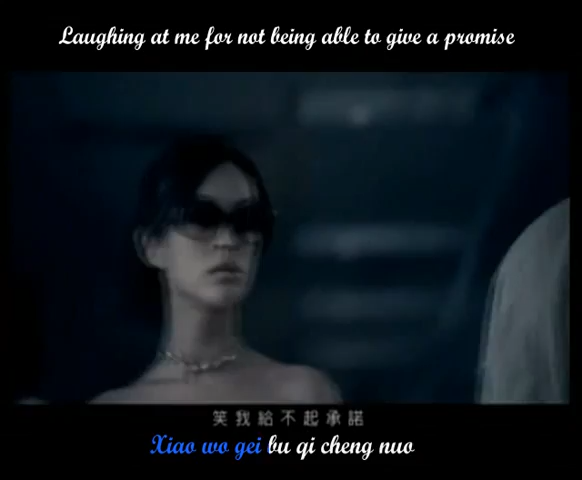 Laughing at me for not being able to give a promise
笑我給不起承諾
Xiao wo gei bu qi cheng nuo